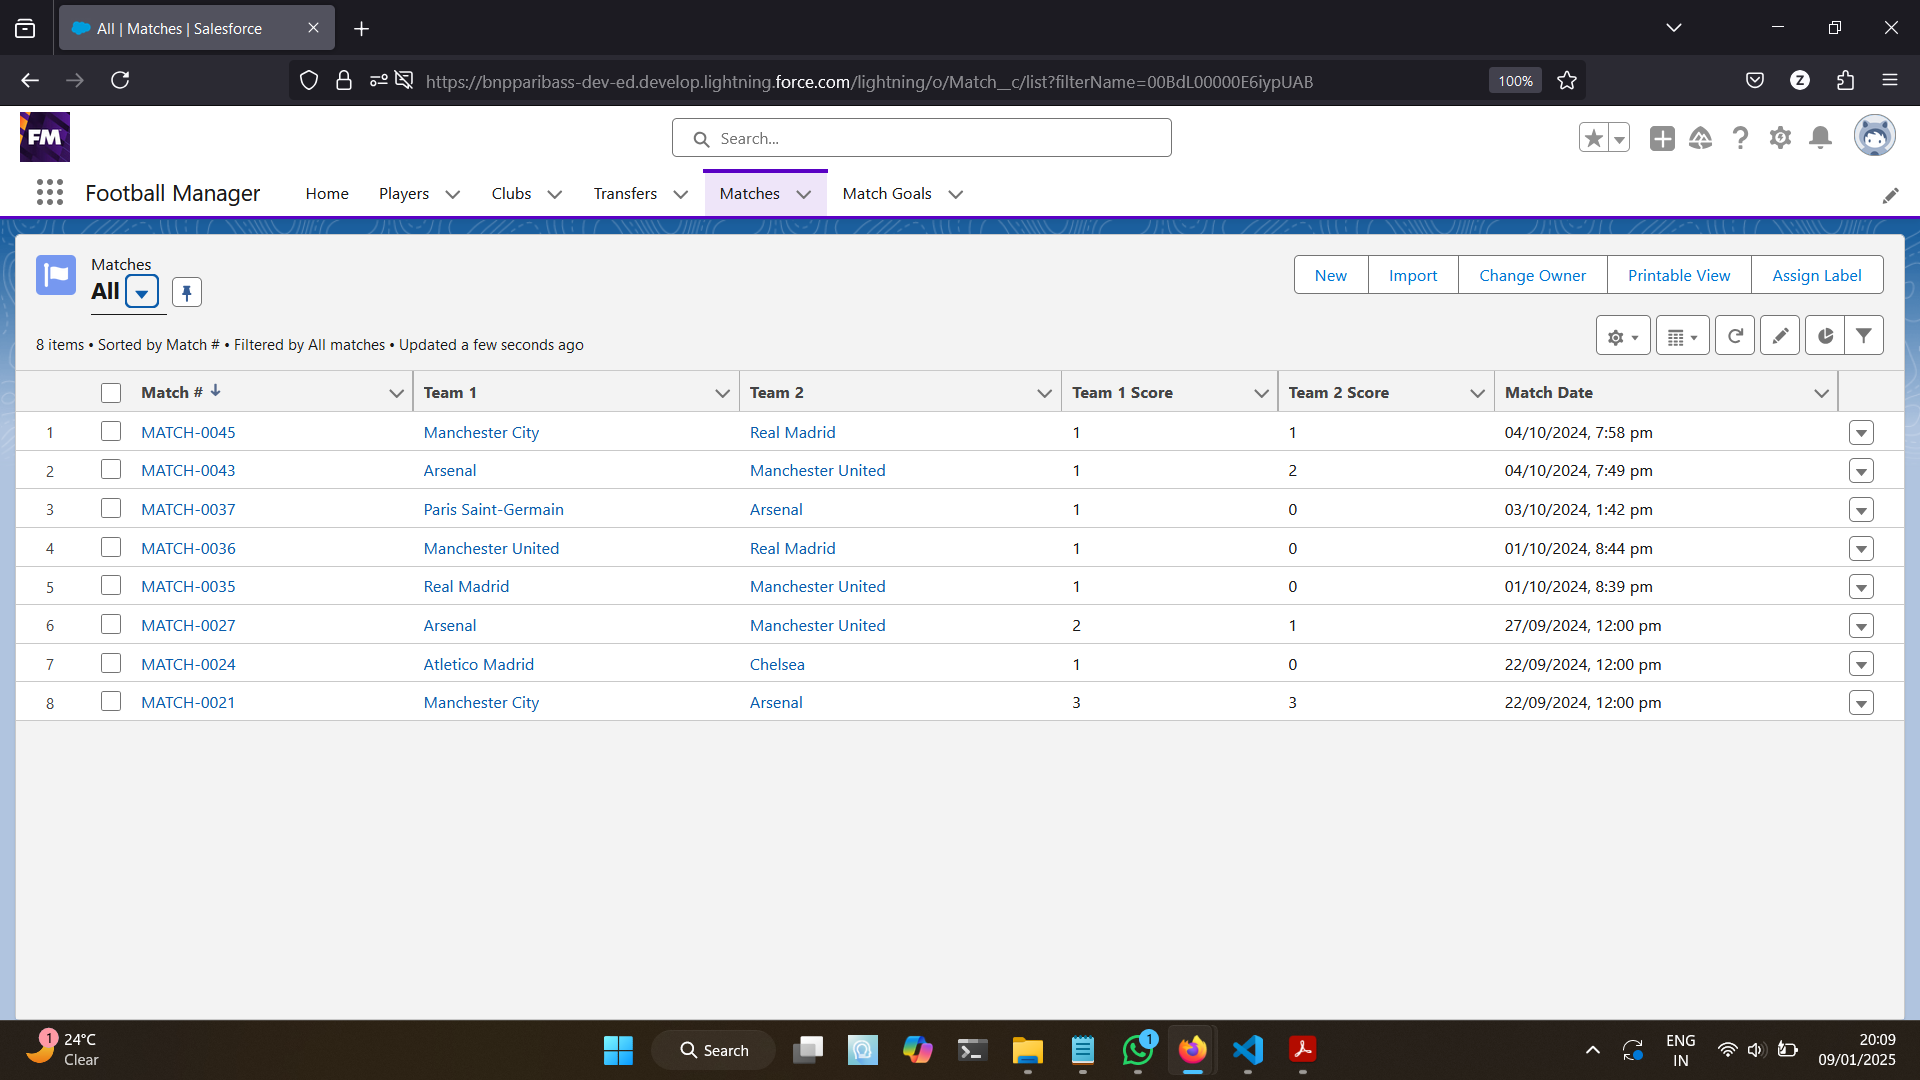 All | Matches | Salesforce
https://bnpparibass-dev-ed.develop.lightning.force.com/lightning/o/Match__c/list?filterName=00BdL00000E6iypUAB
100%
Z
FM
Search...
Football Manager
Home
Players
Clubs
Transfers
Matches
Match Goals
Matches
All
New
Import
Change Owner
Printable View
Assign Label
8 items • Sorted by Match # • Filtered by All matches • Updated a few seconds ago
Match # Team 1 Team 2 Team 1 Score Team 2 Score Match Date
1 MATCH-0045 Manchester City Real Madrid 1 1 04/10/2024, 7:58 pm
2 MATCH-0043 Arsenal Manchester United 1 2 04/10/2024, 7:49 pm
3 MATCH-0037 Paris Saint-Germain Arsenal 1 0 03/10/2024, 1:42 pm
4 MATCH-0036 Manchester United Real Madrid 1 0 01/10/2024, 8:44 pm
5 MATCH-0035 Real Madrid Manchester United 1 0 01/10/2024, 8:39 pm
6 MATCH-0027 Arsenal Manchester United 2 1 27/09/2024, 12:00 pm
7 MATCH-0024 Atletico Madrid Chelsea 1 0 22/09/2024, 12:00 pm
8 MATCH-0021 Manchester City Arsenal 3 3 22/09/2024, 12:00 pm
1
24°C
Clear
Search
1
ENG
IN
20:09
09/01/2025